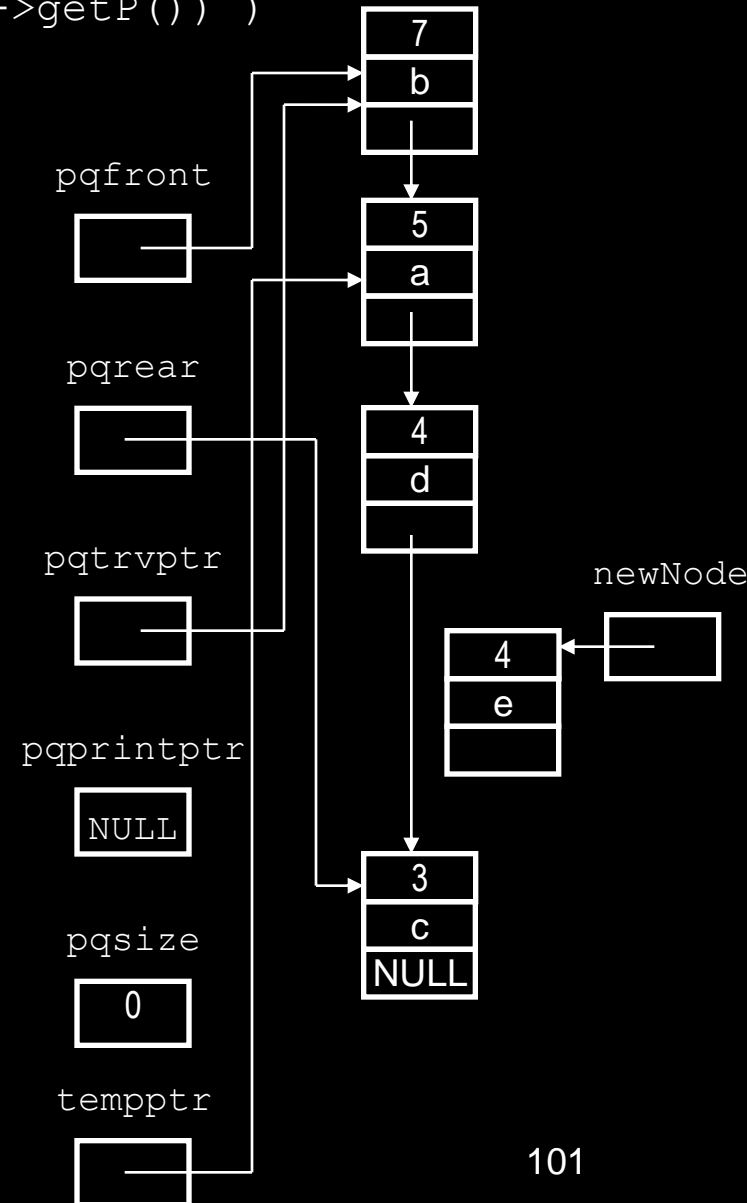 ->getP()) )
7
b
pqfront
5
a
pqrear
4
d
pqtrvptr
newNode
4
e
pqprintptr
NULL
3
c
NULL
pqsize
0
tempptr
101